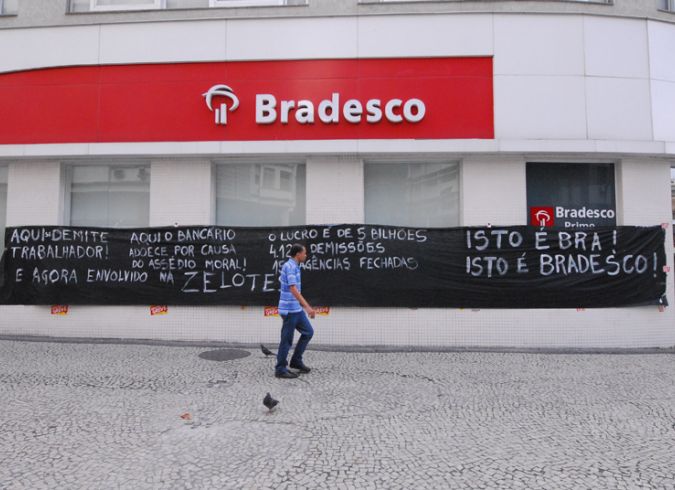 Bradesco
Bradesco
Prime
AQUI SE DEMITE
TRABALHADOR!
E AGORA ENVOLVIDO NA ZELOTE
AQUI O BANCÁRIO
ADOECE POR CAUSA
DO ASSÉDIO MORAL!
O LUCRO É DE 5 BILHÕES
DEMISSÕES
AGÊNCIAS FECHADAS
ISTO É BRA!
ISTO É BRADESCO!